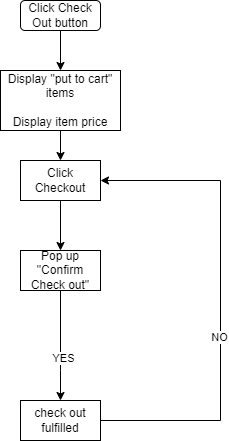 Click Check
Out button
Display "put to cart"
items
Display item price
Click
Checkout
Pop up
"Confirm
Check out"
NO
YES
check out
fulfilled